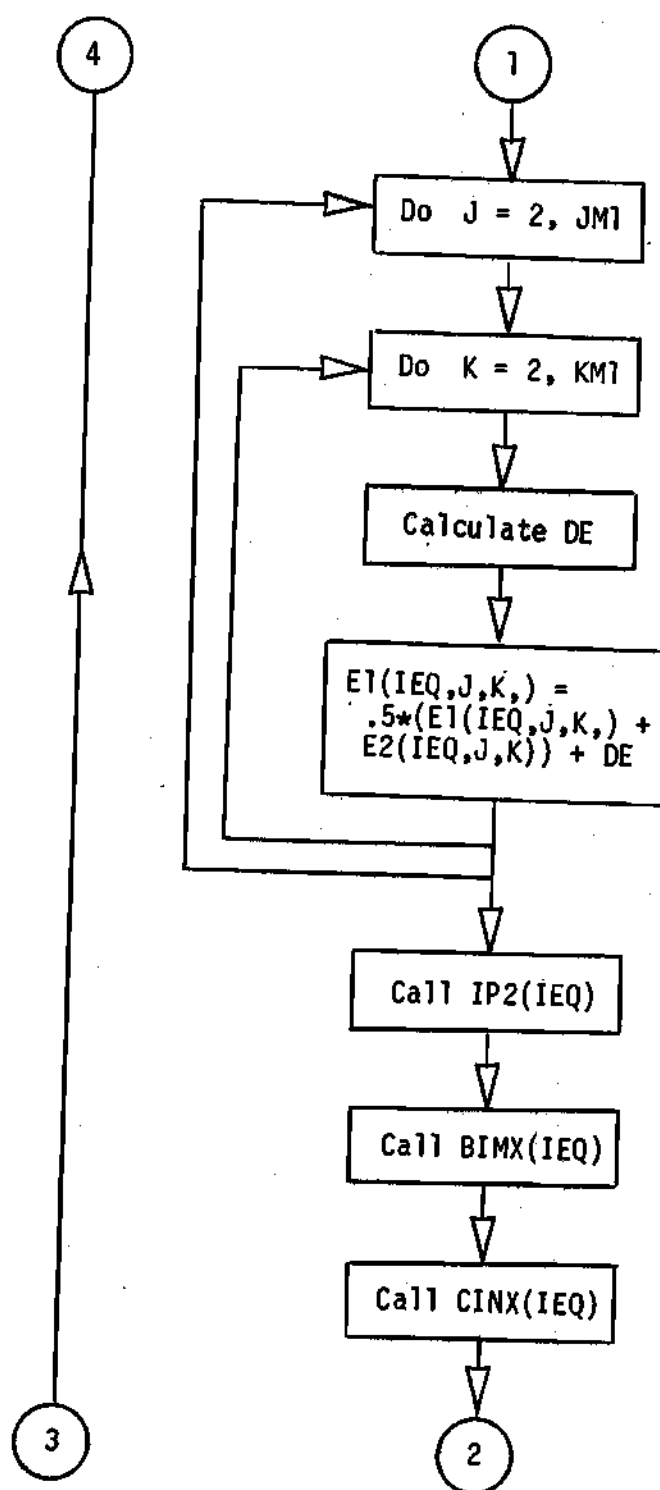 4
1
Do J = 2, JM1
Do K = 2, KM1
Calculate DE
E1(IEQ,J,K,) =
.5*(E1(IEQ,J,K,) +
E2(IEQ,J,K)) + DE
Call IP2(IEQ)
Call BIMX(IEQ)
Call CINX(IEQ)
3
2